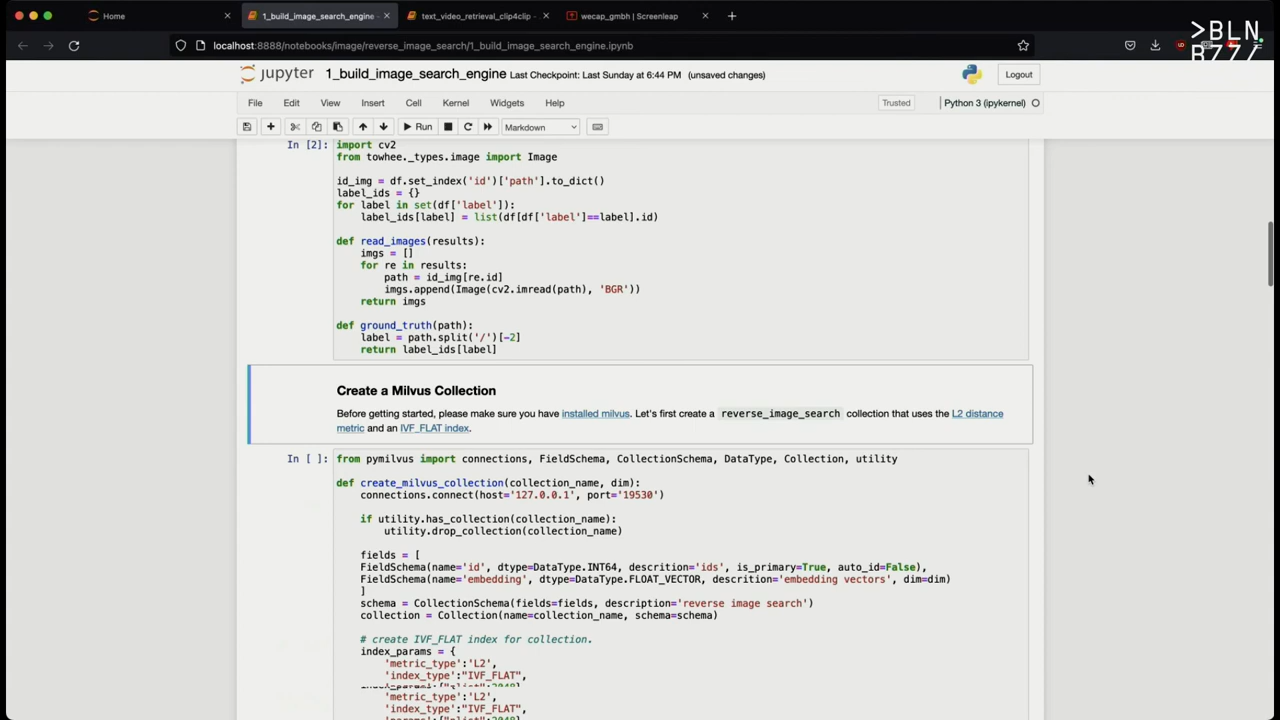 Home
1_build_image_search_engine -
text_video_retrieval_clip4clip -
wecap_gmbh | Screenleap
>BLN
BZZZ
localhost:8888/notebooks/image/reverse_image_search/1_build_image_search_engine.ipynb
jupyter 1_build_image_search_engine Last Checkpoint: Last Sunday at 6:44 PM (unsaved changes)
Logout
File Edit View Insert Cell Kernel Widgets Help
Trusted
Python 3 (ipykernel)
Run
Markdown
In [2]:
import cv2
from towhee._types.image import Image
id_img = df.set_index('id')['path'].to_dict()
label_ids = {}
for label in set(df['label']):
    label_ids[label] = list(df[df['label']==label].id)
def read_images(results):
    imgs = []
    for re in results:
        path = id_img[re.id]
        imgs.append(Image(cv2.imread(path), 'BGR'))
    return imgs
def ground_truth(path):
    label = path.split('/')[-2]
    return label_ids[label]
Create a Milvus Collection
Before getting started, please make sure you have installed milvus. Let's first create a reverse_image_search collection that uses the L2 distance
metric and an IVF_FLAT index.
In [ ]:
from pymilvus import connections, FieldSchema, CollectionSchema, DataType, Collection, utility
def create_milvus_collection(collection_name, dim):
    connections.connect(host='127.0.0.1', port='19530')
    if utility.has_collection(collection_name):
        utility.drop_collection(collection_name)
    fields = [
    FieldSchema(name='id', dtype=DataType.INT64, descrition='ids', is_primary=True, auto_id=False),
    FieldSchema(name='embedding', dtype=DataType.FLOAT_VECTOR, descrition='embedding vectors', dim=dim)
    ]
    schema = CollectionSchema(fields=fields, description='reverse image search')
    collection = Collection(name=collection_name, schema=schema)
    # create IVF_FLAT index for collection.
    index_params = {
        'metric_type':'L2',
        'index_type':"IVF_FLAT",
        'metric_type':'L2',
        'index_type':"IVF_FLAT",